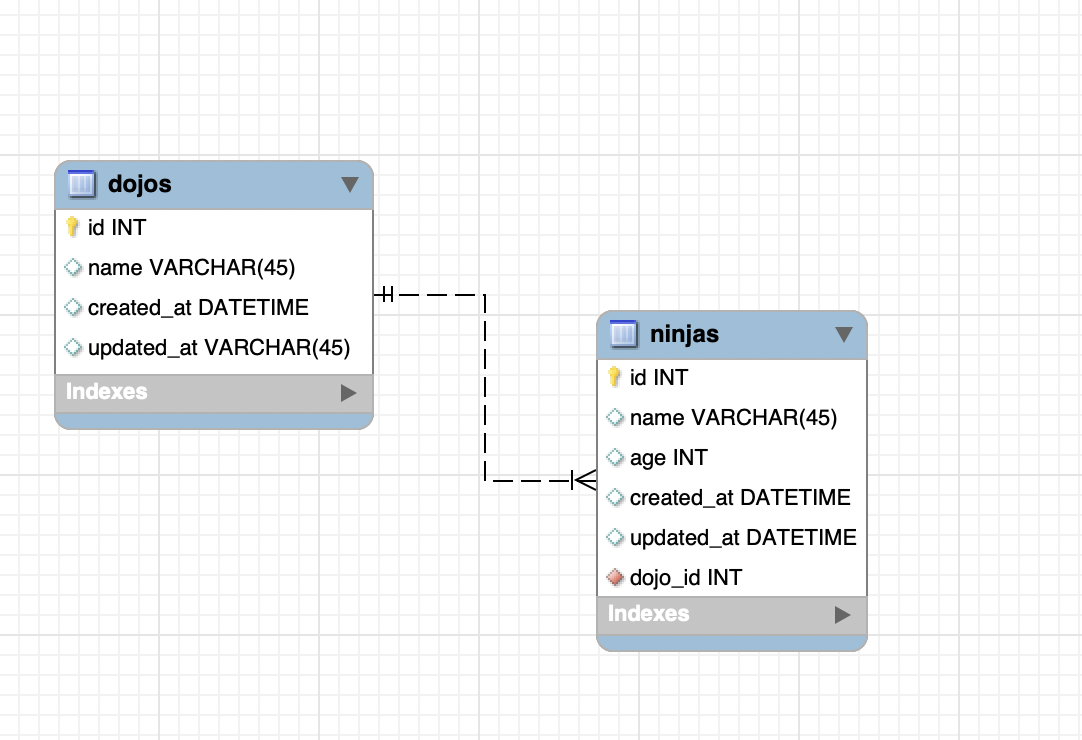 dojos
id INT
name VARCHAR(45)
created_at DATETIME
updated_at VARCHAR(45)
Indexes
ninjas
id INT
name VARCHAR(45)
age INT
created_at DATETIME
updated_at DATETIME
dojo_id INT
Indexes